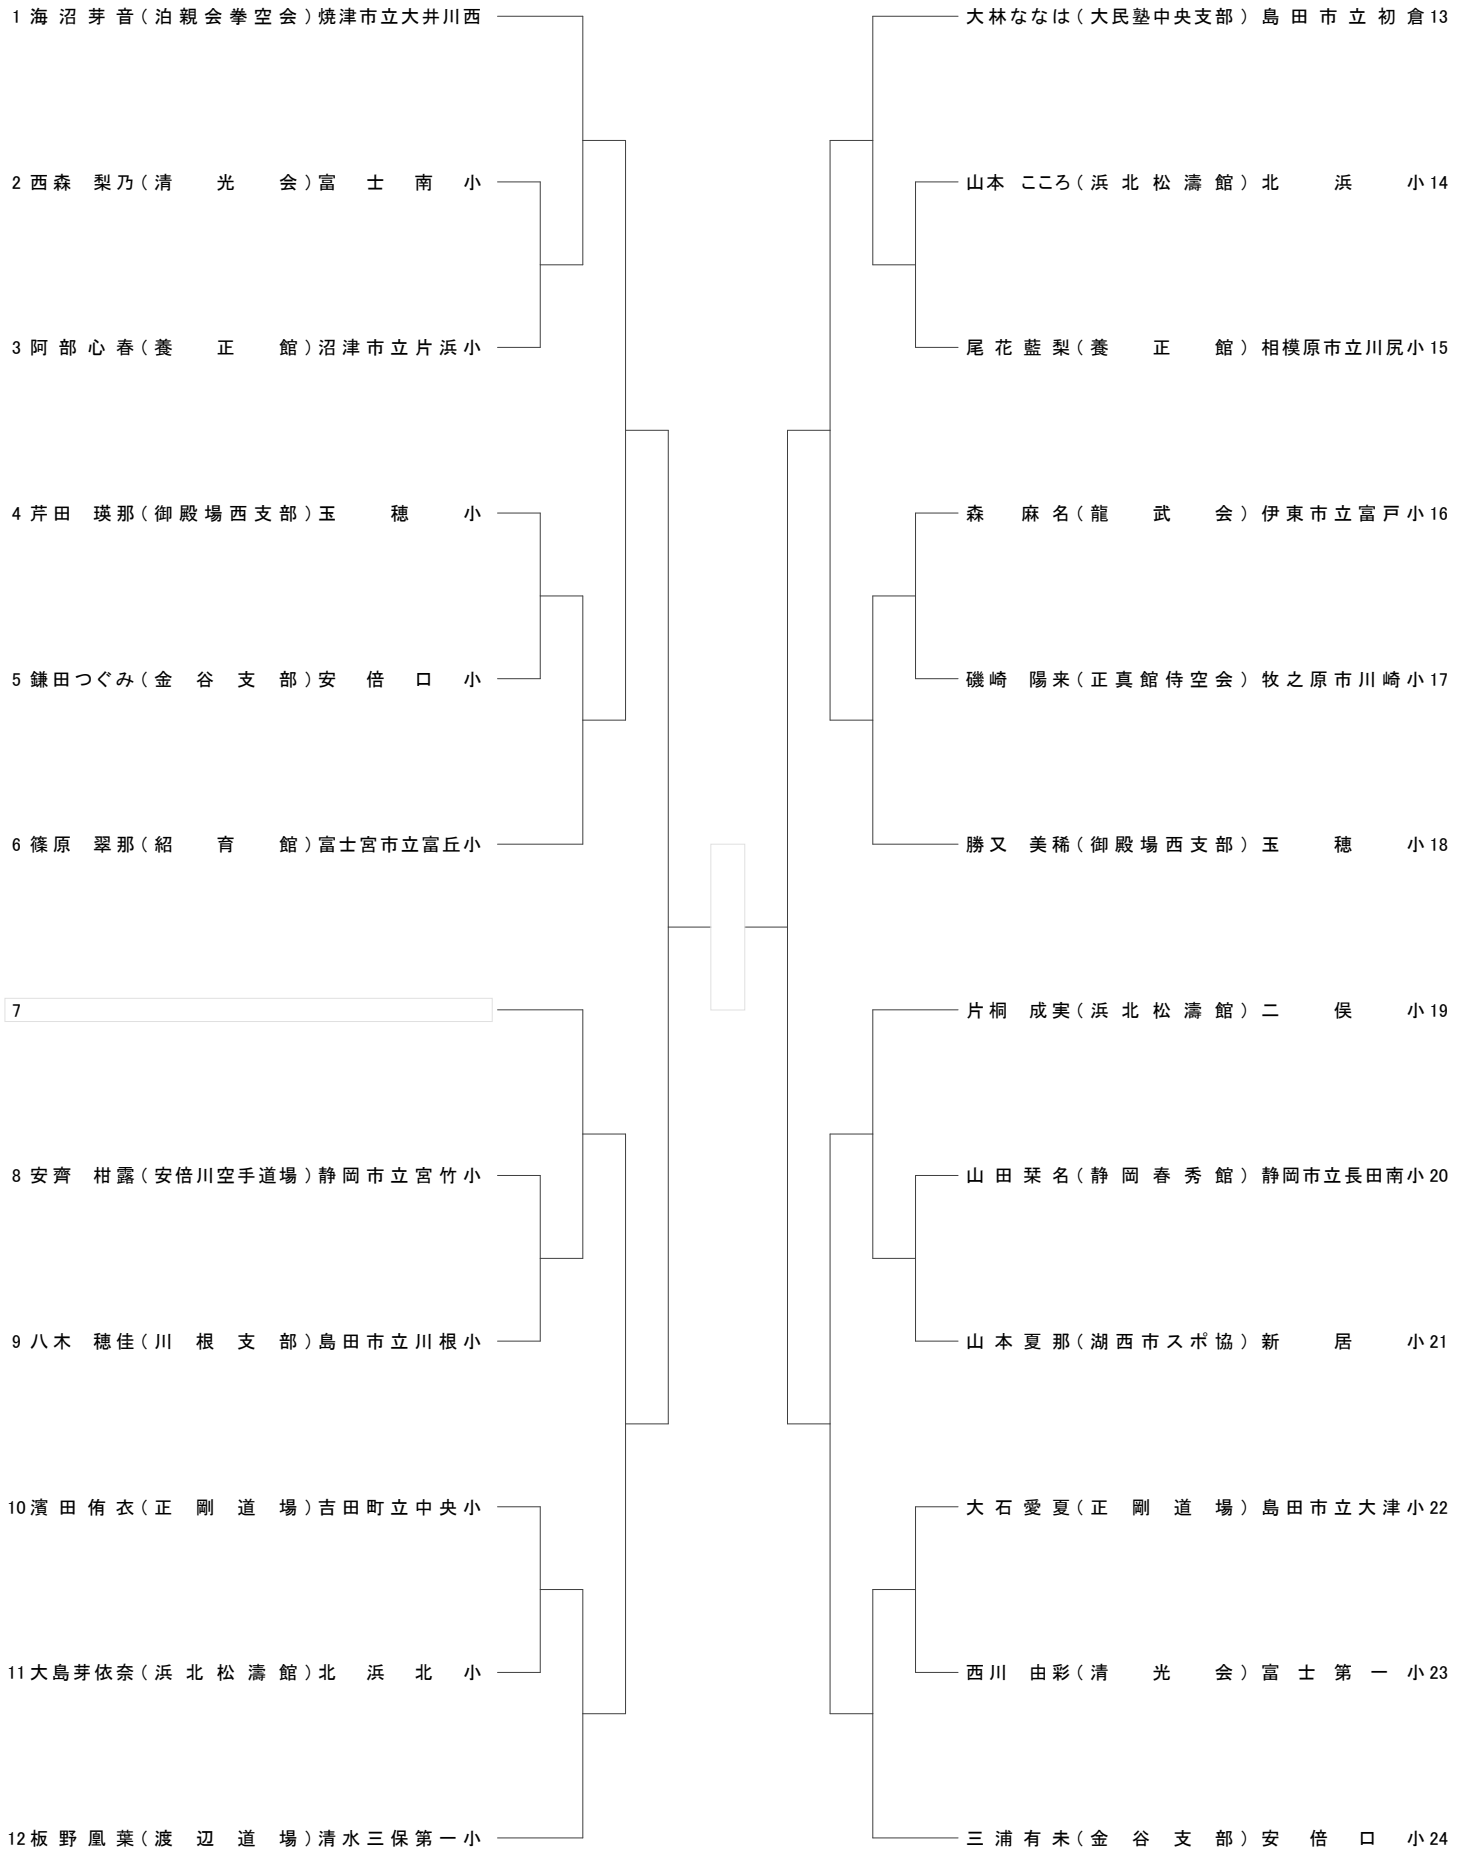 1 海沼芽音(泊親会拳空会)焼津市立大井川西
2 西森 梨乃(清光会)富士南小
3 阿部心春(養正館)沼津市立片浜小
4 芹田 瑛那(御殿場西支部)玉穂小
5 鎌田つぐみ(金谷支部)安倍口小
6 篠原 翠那(紹育館)富士宮市立富丘小
7
8 安齊 柑露(安倍川空手道場)静岡市立宮竹小
9 八木 穂佳(川根支部)島田市立川根小
10 濱田侑衣(正剛道場)吉田町立中央小
11 大島芽依奈(浜北松濤館)北浜北小
12 板野凰葉(渡辺道場)清水三保第一小
大林ななは(大民塾中央支部)島田市立初倉 13
山本 こころ(浜北松濤館)北浜小 14
尾花藍梨(養正館)相模原市立川尻小 15
森 麻名(龍武会)伊東市立富戸小 16
磯崎 陽来(正真館侍空会)牧之原市川崎小 17
勝又 美稀(御殿場西支部)玉穂小 18
片桐 成実(浜北松濤館)二俣小 19
山田栞名(静岡春秀館)静岡市立長田南小 20
山本夏那(湖西市スポ協)新居小 21
大石愛夏(正剛道場)島田市立大津小 22
西川 由彩(清光会)富士第一小 23
三浦有未(金谷支部)安倍口小 24